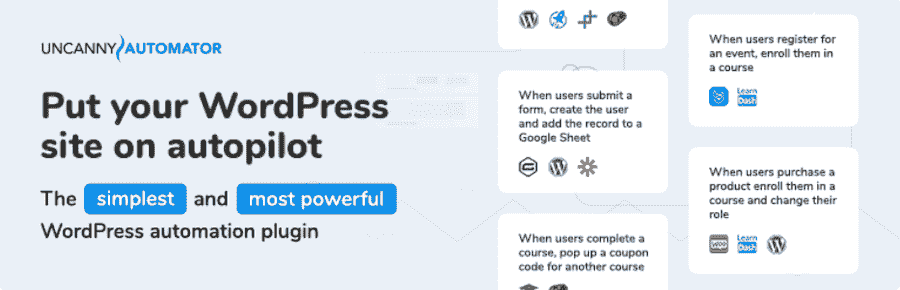 UNCANNY AUTOMATOR
Put your WordPress
site on autopilot
The simplest and most powerful
WordPress automation plugin
When users submit a
form, create the user
and add the record to a
Google Sheet
When users complete a
course, pop up a coupon
code for another course
When users register for
an event, enroll them in
a course
Learn
Dash
When users purchase a
product enroll them in a
course and change their
role
Woo
Learn
Dash